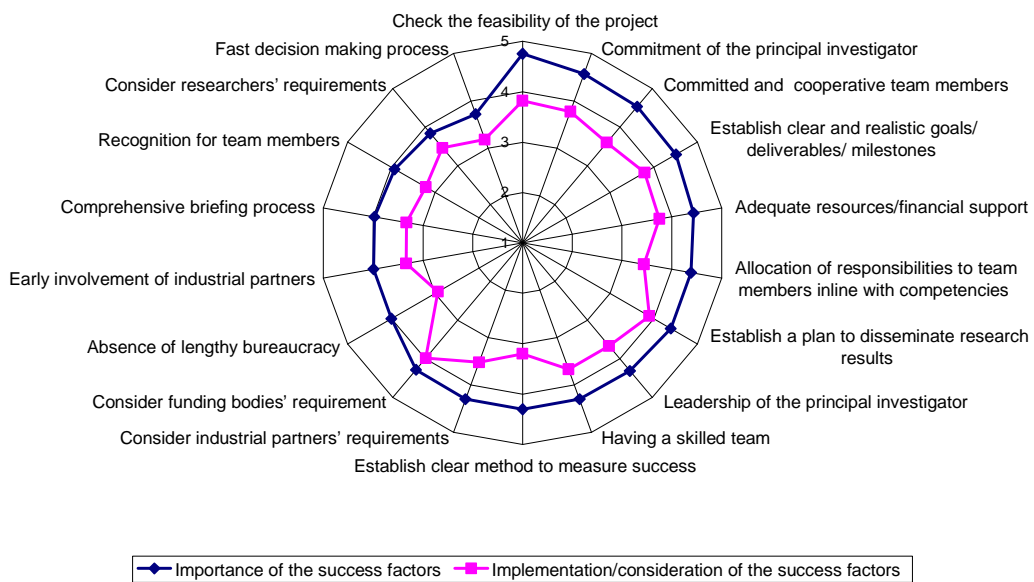 Check the feasibility of the project
Fast decision making process
5
Commitment of the principal investigator
Consider researchers’ requirements
Committed and cooperative team members
4
Recognition for team members
Establish clear and realistic goals/
deliverables/ milestones
3
Comprehensive briefing process
2
Adequate resources/financial support
1
Early involvement of industrial partners
Allocation of responsibilities to team
members inline with competencies
Absence of lengthy bureaucracy
Establish a plan to disseminate research
results
Consider funding bodies’ requirement
Leadership of the principal investigator
Consider industrial partners’ requirements
Having a skilled team
Establish clear method to measure success
Importance of the success factors
Implementation/consideration of the success factors